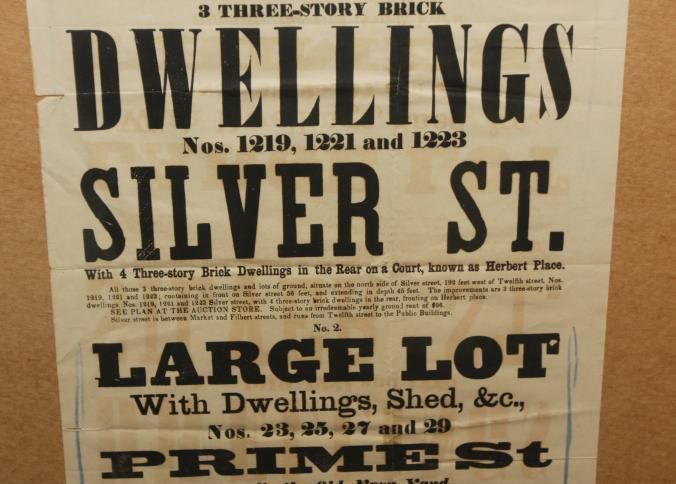 3 THREE-STORY BRICK
DWELLINGS
Nos. 1219, 1221 and 1223
SILVER ST.
With 4 Three-story Brick Dwellings in the Rear on a Court, known as Herbert Place.
All those 3 three-story brick dwellings and lots of ground, situate on the north side of Silver street, 192 feet west of Twelfth street, Nos.
1219, 1221 and 1223; containing in front on Silver street 56 feet, and extending in depth 45 feet. The improvements are 3 three-story brick
dwellings, Nos. 1219, 1221 and 1223 Silver street, with 4 three-story brick dwellings in the rear, fronting on Herbert place.
SEE PLAN AT THE AUCTION STORE. Subject to an irredeemable yearly ground rent of $96.
Silver street is between Market and Filbert streets, and runs from Twelfth street to the Public Buildings.
No. 2.
LARGE LOT
With Dwellings, Shed, &c.,
Nos. 23, 25, 27 and 29
PRIME St
Old Navy Yard